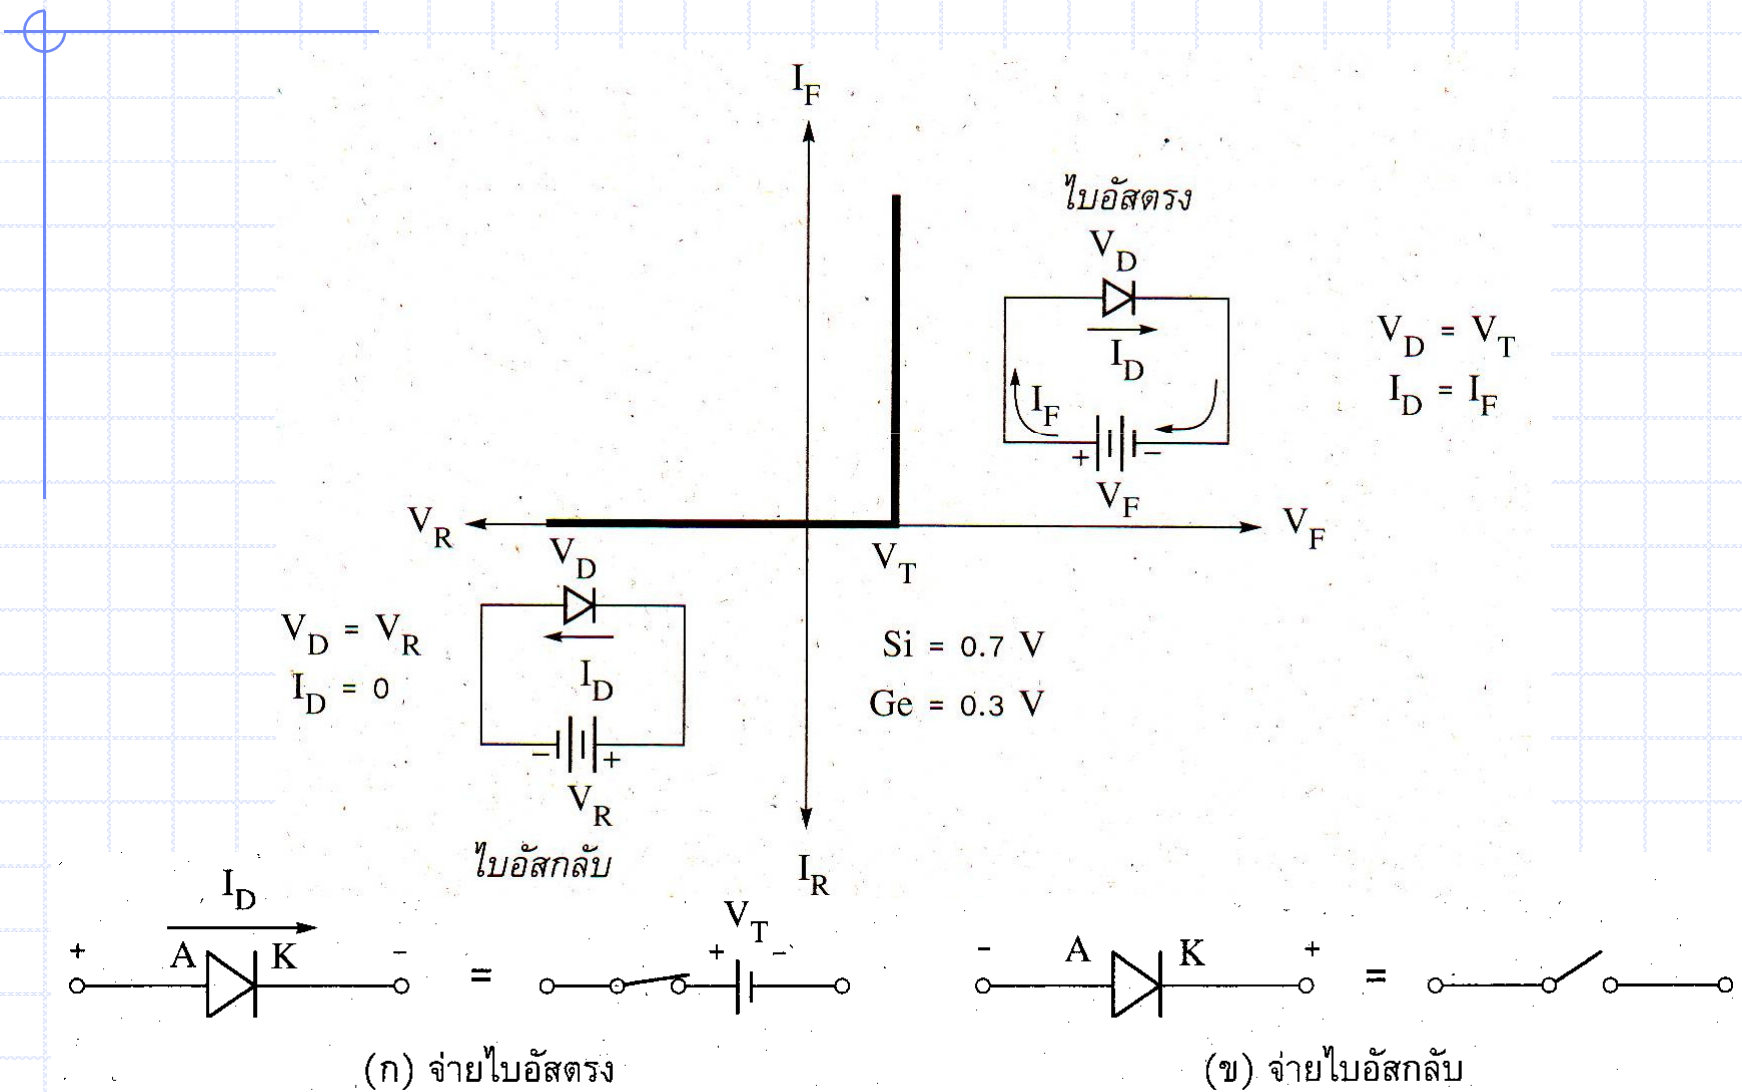 I_F
ไบอัสตรง
V_D
I_D
I_F
+ −
V_F
V_D = V_T
I_D = I_F
V_R
V_F
V_T
V_D
I_D
− +
V_R
V_D = V_R
I_D = 0
Si = 0.7 V
Ge = 0.3 V
ไบอัสกลับ
I_R
I_D
+ A K − = + V_T −
− A K + =
(ก) จ่ายไบอัสตรง
(ข) จ่ายไบอัสกลับ